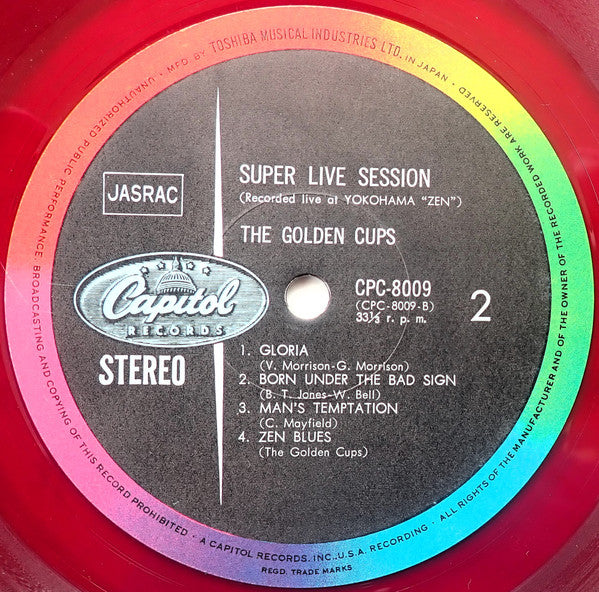 MFD. BY TOSHIBA MUSICAL INDUSTRIES LTD. IN JAPAN • ALL RIGHTS OF THE MANUFACTURER AND OF THE OWNER OF THE RECORDED WORK ARE RESERVED
UNAUTHORIZED PUBLIC PERFORMANCE, BROADCASTING AND COPYING OF THIS RECORD PROHIBITED • A CAPITOL RECORDS, INC., U.S.A. RECORDING •
REGD. TRADE MARKS
JASRAC
SUPER LIVE SESSION
(Recorded live at YOKOHAMA "ZEN")
THE GOLDEN CUPS
Capitol
RECORDS
STEREO
CPC-8009
(CPC-8009-B)
33⅓ r. p. m.
2
1. GLORIA
(V. Morrison-G. Morrison)
2. BORN UNDER THE BAD SIGN
(B. T. Jones-W. Bell)
3. MAN'S TEMPTATION
(C. Mayfield)
4. ZEN BLUES
(The Golden Cups)